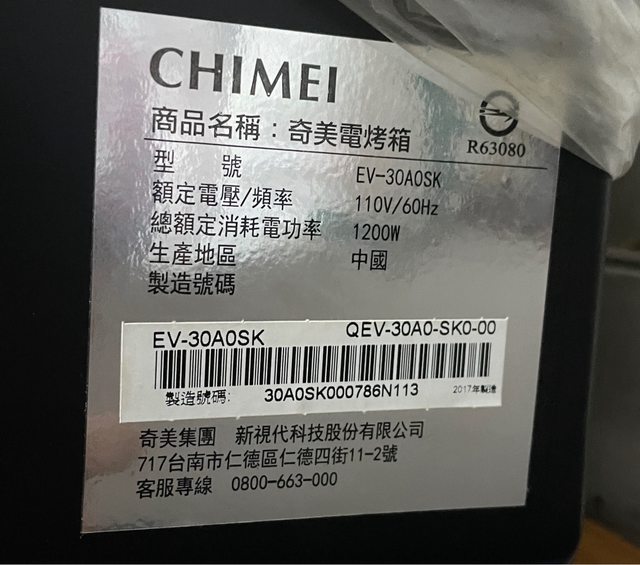 CHIMEI
商品名稱：奇美電烤箱
R63080
型 號 EV-30A0SK
額定電壓/頻率 110V/60Hz
總額定消耗電功率 1200W
生產地區 中國
製造號碼
EV-30A0SK QEV-30A0-SK0-00
製造號碼: 30A0SK000786N113 2017年製造
奇美集團 新視代科技股份有限公司
717台南市仁德區仁德四街11-2號
客服專線 0800-663-000